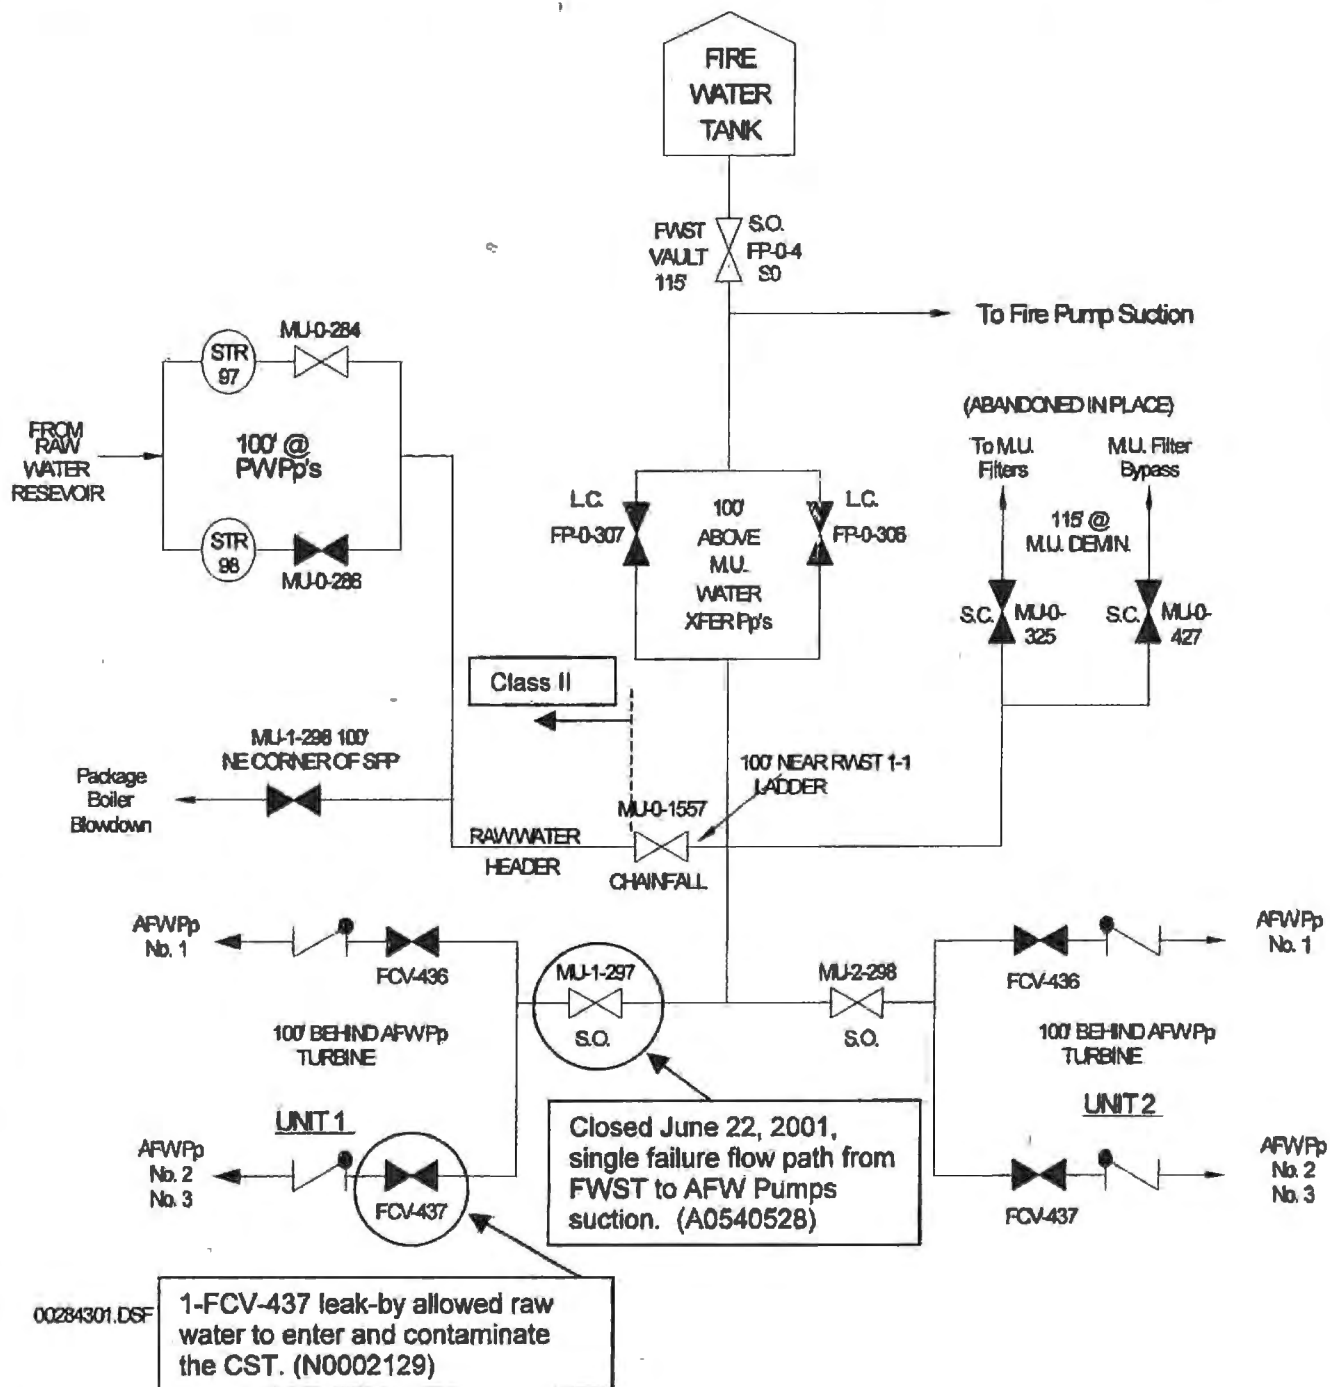 FIRE
WATER
TANK
FWST
VAULT
115'
S.O.
FP-0-4
SO
To Fire Pump Suction
MU-0-284
STR
97
FROM
RAW
WATER
RESEVOIR
100' @
PWPp's
STR
98
MU-0-286
(ABANDONED IN PLACE)
To M.U.
Filters
M.U. Filter
Bypass
115' @
M.U. DEMIN.
L.C.
FP-0-307
100'
ABOVE
M.U.
WATER
XFER Pp's
L.C.
FP-0-306
S.C.
MU-0-
325
S.C.
MU-0-
427
Class II
MU-1-298 100'
NE CORNER OF SFP
Package
Boiler
Blowdown
100' NEAR RWST 1-1
LADDER
MU-0-1557
RAW WATER
HEADER
CHAINFALL
AFWPp
No. 1
FCV-436
MU-1-297
S.O.
MU-2-298
S.O.
FCV-436
AFWPp
No. 1
100' BEHIND AFWPp
TURBINE
100' BEHIND AFWPp
TURBINE
UNIT 1
UNIT 2
AFWPp
No. 2
No. 3
FCV-437
Closed June 22, 2001,
single failure flow path from
FWST to AFW Pumps
suction. (A0540528)
FCV-437
AFWPp
No. 2
No. 3
00284301.DSF
1-FCV-437 leak-by allowed raw
water to enter and contaminate
the CST. (N0002129)